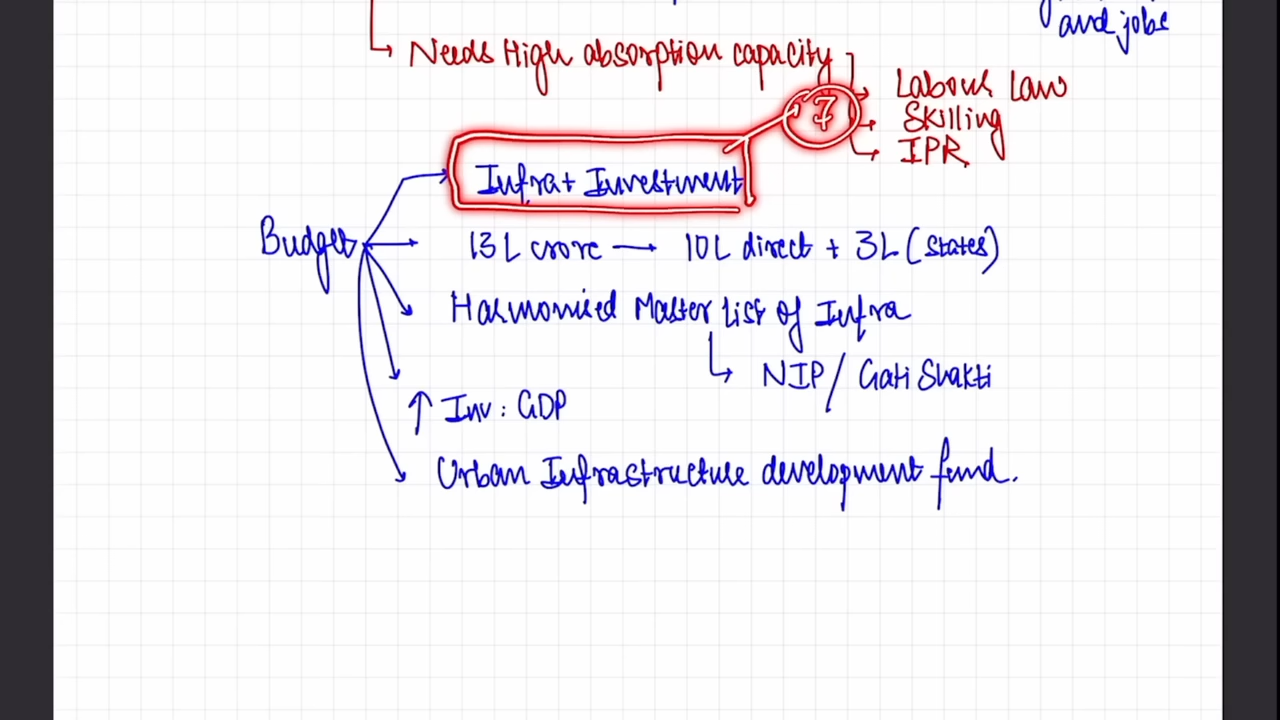 and jobs
↳ Needs High absorption capacity
Labour Law
Skilling
IPR
7
Infra + Investment
Budget
13L crore → 10L direct + 3L (States)
Harmonised Master list of Infra
↳ NIP / Gati Shakti
↑ Inv : GDP
Urban Infrastructure development fund.